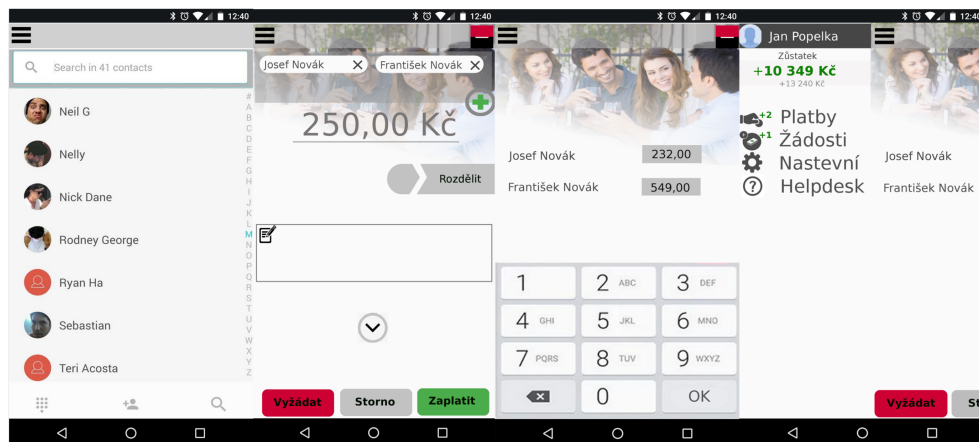 12:40
Search in 41 contacts
Neil G
Nelly
Nick Dane
Rodney George
Ryan Ha
Sebastian
Teri Acosta
#
A
B
C
D
E
F
G
H
I
J
K
L
M
N
O
P
Q
R
S
T
U
V
W
X
Y
Z
12:40
Josef Novák X František Novák X
250,00 Kč
Rozdělit
Vyžádat Storno Zaplatit
12:40
Josef Novák 232,00
František Novák 549,00
1 2 ABC 3 DEF
4 GHI 5 JKL 6 MNO
7 PQRS 8 TUV 9 WXYZ
0 OK
12:40
Jan Popelka
Zůstatek
+10 349 Kč
+13 240 Kč
+2 Platby
+1 Žádosti
Nastevní
? Helpdesk
Josef Novák
František Novák
Vyžádat St